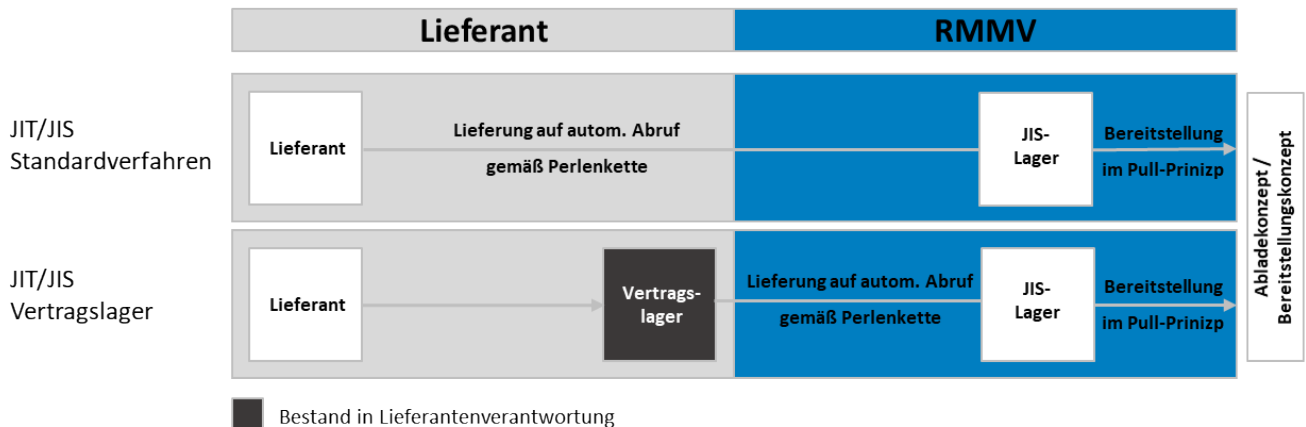 Lieferant
RMMV
JIT/JIS
Standardverfahren
Lieferant
Lieferung auf autom. Abruf
gemäß Perlenkette
JIS-
Lager
Bereitstellung
im Pull-Prinizp
JIT/JIS
Vertragslager
Lieferant
Vertrags-
lager
Lieferung auf autom. Abruf
gemäß Perlenkette
JIS-
Lager
Bereitstellung
im Pull-Prinizp
Abladekonzept /
Bereitstellungskonzept
Bestand in Lieferantenverantwortung